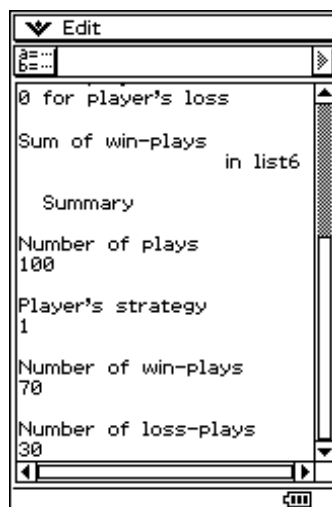 Edit
a=...
b=...
0 for player's loss
Sum of win-plays
in list6
Summary
Number of plays
100
Player's strategy
1
Number of win-plays
70
Number of loss-plays
30